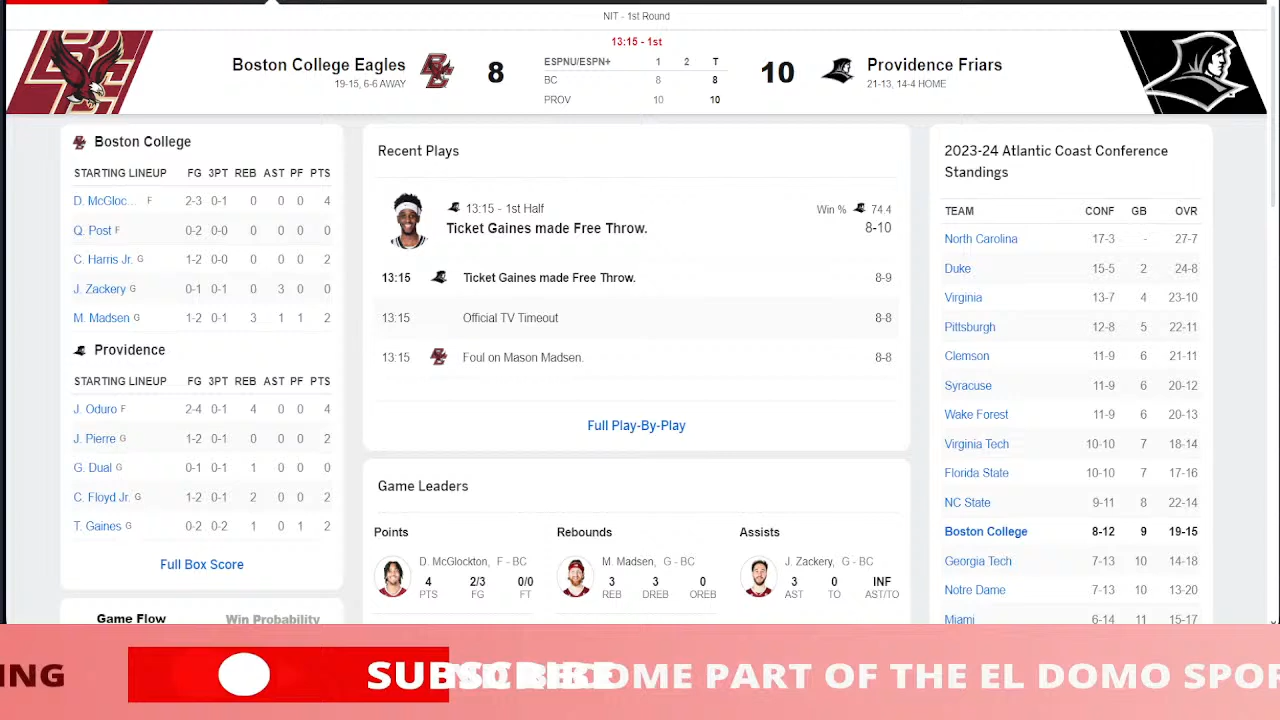 NIT - 1st Round
13:15 - 1st
Boston College Eagles
19-15, 6-6 AWAY
8
ESPNU/ESPN+ 1 2 T
BC 8 8
PROV 10 10
10
Providence Friars
21-13, 14-4 HOME
Boston College
STARTING LINEUP FG 3PT REB AST PF PTS
D. McGloc... F 2-3 0-1 0 0 0 4
Q. Post F 0-2 0-0 0 0 0 0
C. Harris Jr. G 1-2 0-0 0 0 0 2
J. Zackery G 0-1 0-1 0 3 0 0
M. Madsen G 1-2 0-1 3 1 1 2
Providence
STARTING LINEUP FG 3PT REB AST PF PTS
J. Oduro F 2-4 0-1 4 0 0 4
J. Pierre G 1-2 0-1 0 0 0 2
G. Dual G 0-1 0-1 1 0 0 0
C. Floyd Jr. G 1-2 0-1 2 0 0 2
T. Gaines G 0-2 0-2 1 0 1 2
Full Box Score
Game Flow Win Probability
Recent Plays
13:15 - 1st Half
Ticket Gaines made Free Throw.
Win % 74.4
8-10
13:15 Ticket Gaines made Free Throw. 8-9
13:15 Official TV Timeout 8-8
13:15 Foul on Mason Madsen. 8-8
Full Play-By-Play
Game Leaders
Points
D. McGlockton, F - BC
4 2/3 0/0
PTS FG FT
Rebounds
M. Madsen, G - BC
3 3 0
REB DREB OREB
Assists
J. Zackery, G - BC
3 0 INF
AST TO AST/TO
2023-24 Atlantic Coast Conference
Standings
TEAM CONF GB OVR
North Carolina 17-3 - 27-7
Duke 15-5 2 24-8
Virginia 13-7 4 23-10
Pittsburgh 12-8 5 22-11
Clemson 11-9 6 21-11
Syracuse 11-9 6 20-12
Wake Forest 11-9 6 20-13
Virginia Tech 10-10 7 18-14
Florida State 10-10 7 17-16
NC State 9-11 8 22-14
Boston College 8-12 9 19-15
Georgia Tech 7-13 10 14-18
Notre Dame 7-13 10 13-20
Miami 6-14 11 15-17
ING
SUBSCRIBE
OME PART OF THE EL DOMO SPOR